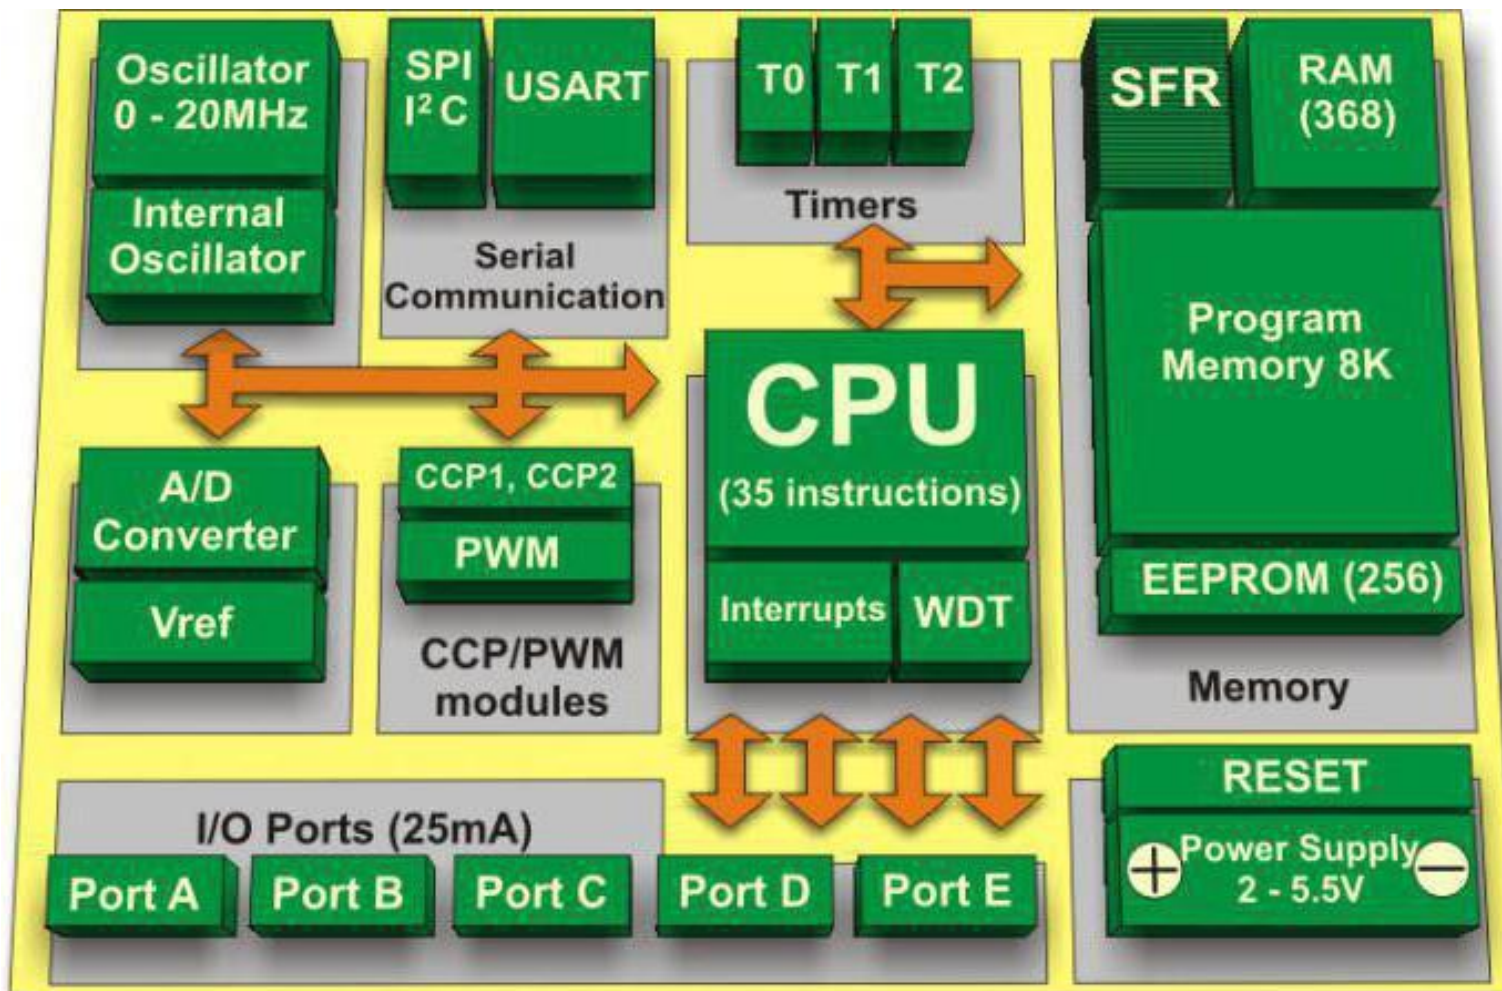 Oscillator
0 - 20MHz
Internal
Oscillator
SPI
I² C
USART
Serial
Communication
T0
T1
T2
Timers
SFR
RAM
(368)
Program
Memory 8K
EEPROM (256)
Memory
CPU
(35 instructions)
Interrupts
WDT
A/D
Converter
Vref
CCP1, CCP2
PWM
CCP/PWM
modules
I/O Ports (25mA)
Port A
Port B
Port C
Port D
Port E
RESET
+
Power Supply
2 - 5.5V
−